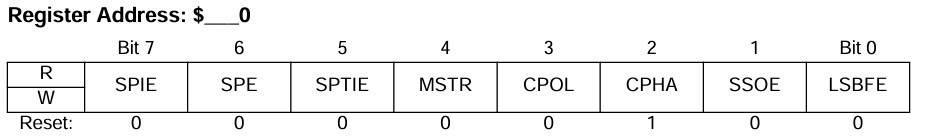 Register Address: $___0
Bit 7 6 5 4 3 2 1 Bit 0
R
SPIE SPE SPTIE MSTR CPOL CPHA SSOE LSBFE
W
Reset: 0 0 0 0 0 1 0 0